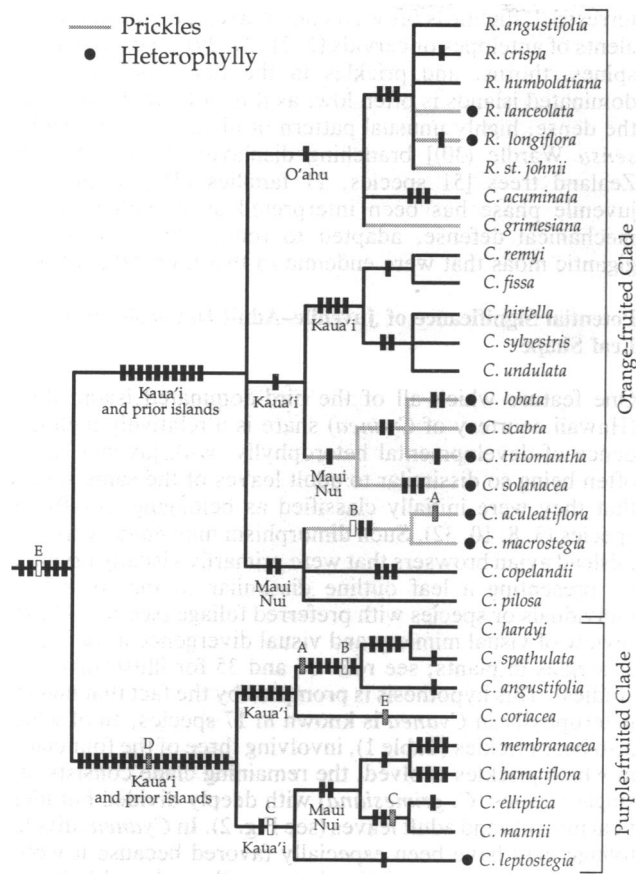 Prickles
Heterophylly
R. angustifolia
R. crispa
R. humboldtiana
R. lanceolata
R. longiflora
R. st. johnii
O'ahu
C. acuminata
C. grimesiana
C. remyi
C. fissa
C. hirtella
Kaua'i
C. sylvestris
C. undulata
Kaua'i
and prior islands
Kaua'i
C. lobata
C. scabra
C. tritomantha
Maui
Nui
C. solanacea
A
C. aculeatiflora
B
C. macrostegia
E
C. copelandii
Maui
Nui
C. pilosa
Orange-fruited Clade
C. hardyi
A
B
C. spathulata
C. angustifolia
Kaua'i
E
C. coriacea
D
C. membranacea
Kaua'i
and prior islands
C. hamatiflora
Maui
Nui
C. elliptica
C
C
C. mannii
Kaua'i
C. leptostegia
Purple-fruited Clade